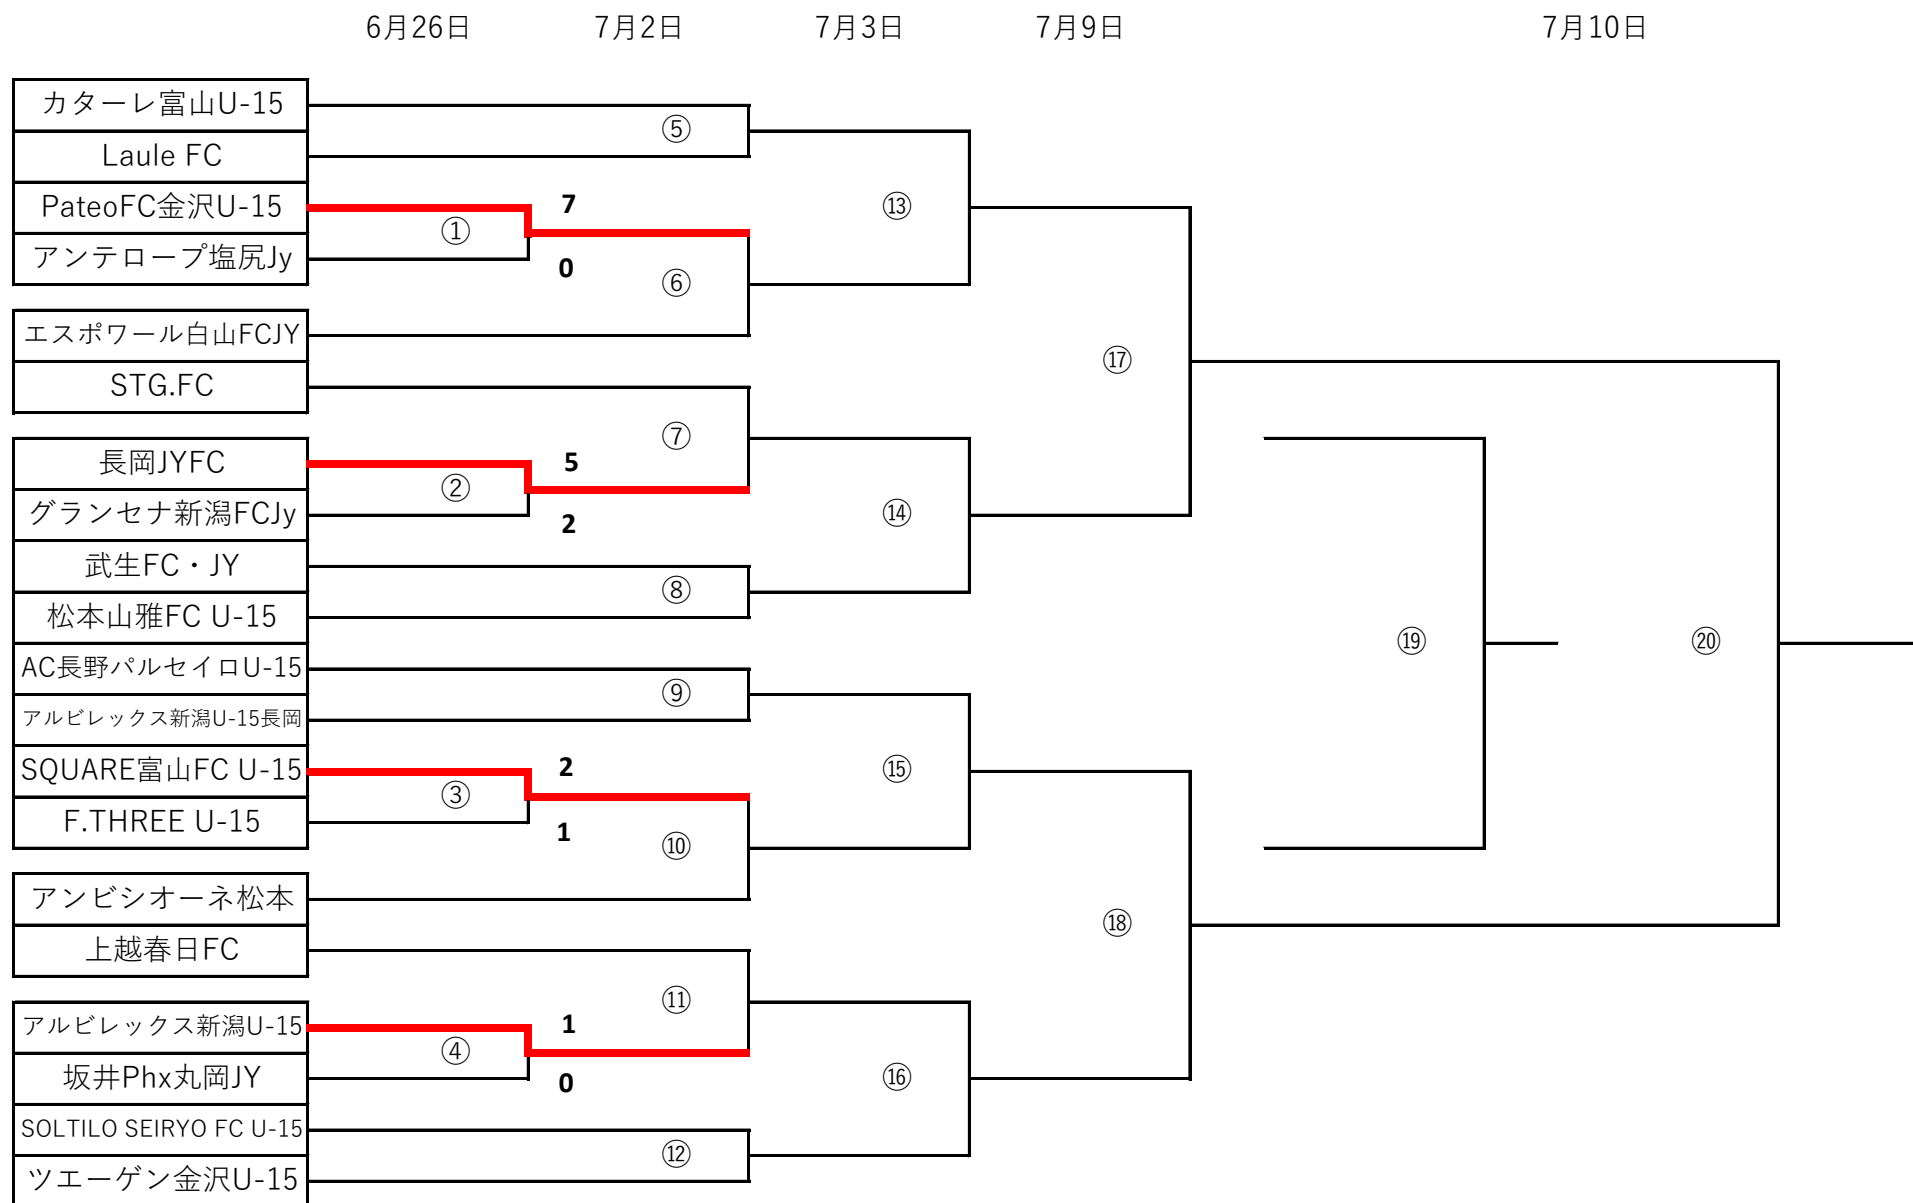 6月26日 7月2日 7月3日 7月9日 7月10日
カターレ富山U-15
⑤
Laule FC
PateoFC金沢U-15
7
⑬
①
アンテロープ塩尻Jy
0
⑥
エスポワール白山FCJY
⑰
STG.FC
⑦
長岡JYFC
5
②
グランセナ新潟FCJy
2
⑭
武生FC・JY
⑧
松本山雅FC U-15
⑲
⑳
AC長野パルセイロU-15
⑨
アルビレックス新潟U-15長岡
SQUARE富山FC U-15
2
⑮
③
F.THREE U-15
1
⑩
アンビシオーネ松本
⑱
上越春日FC
⑪
アルビレックス新潟U-15
1
④
坂井Phx丸岡JY
0
⑯
SOLTILO SEIRYO FC U-15
⑫
ツエーゲン金沢U-15